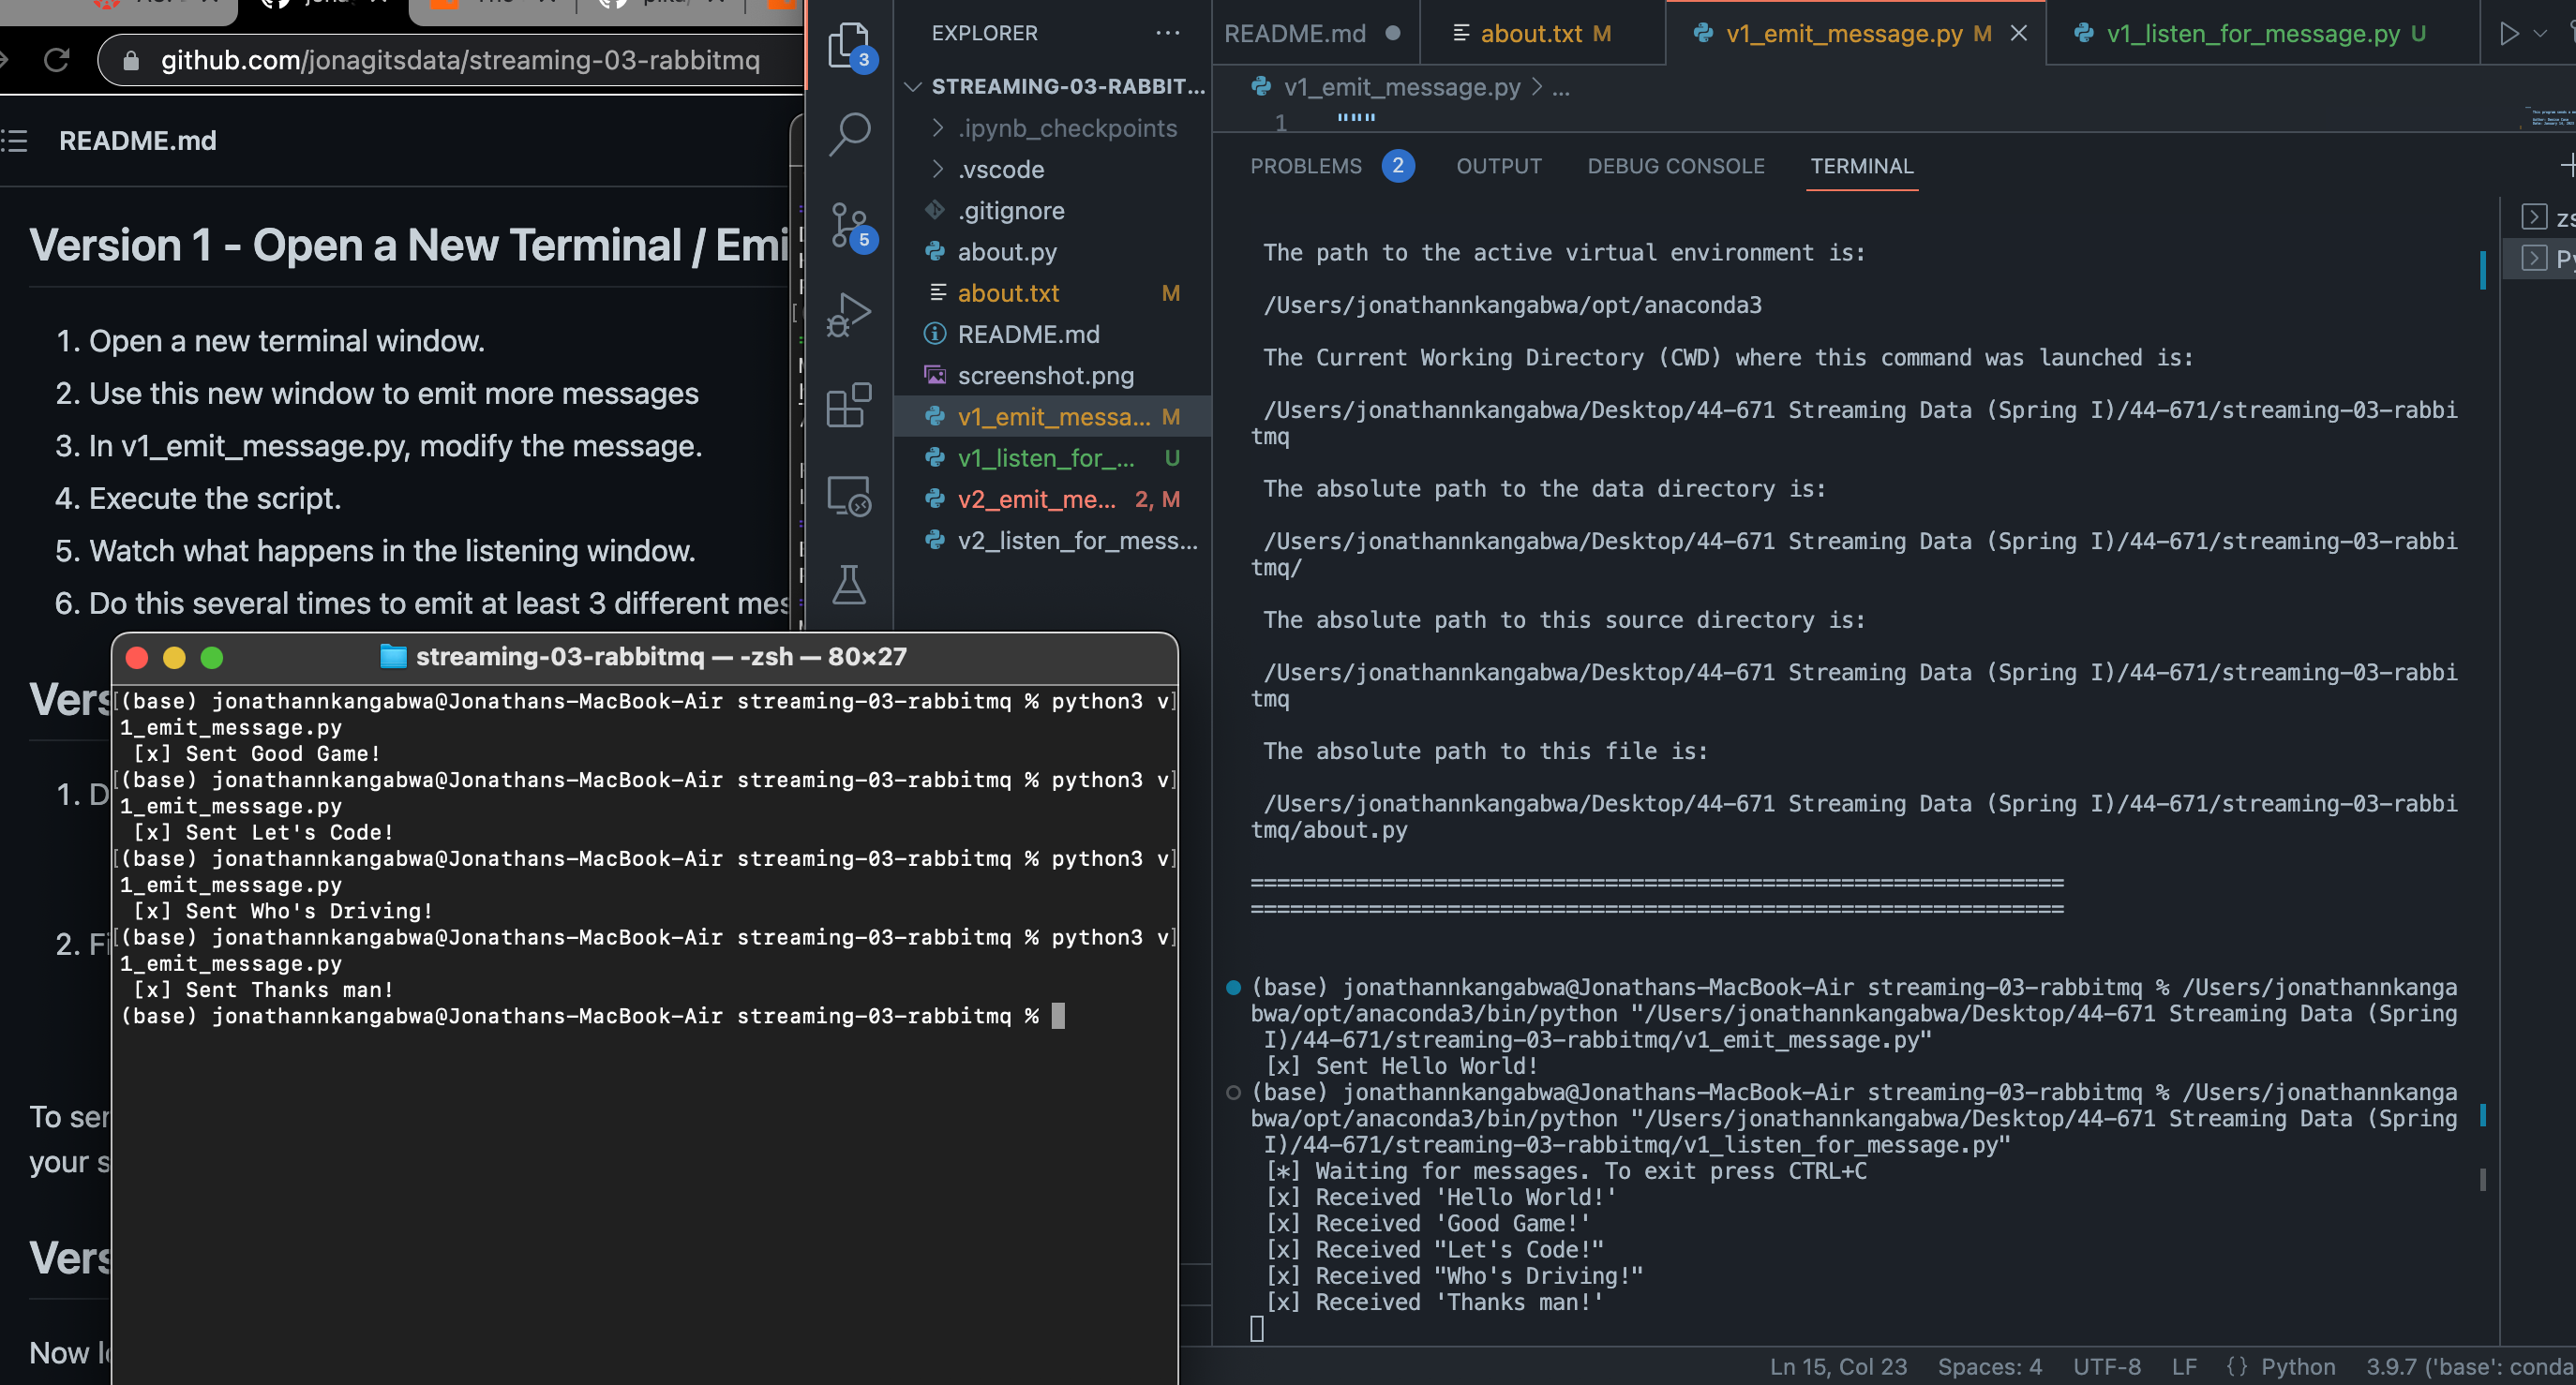 github.com/jonagitsdata/streaming-03-rabbitmq
README.md
Version 1 - Open a New Terminal /
1. Open a new terminal window.
2. Use this new window to emit more messages
3. In v1_emit_message.py, modify the message.
4. Execute the script.
5. Watch what happens in the listening window.
6. Do this several times to emit at least 3 different
1.
2.
To
your
Now
streaming-03-rabbitmq — -zsh — 80×27
(base) jonathannkangabwa@Jonathans-MacBook-Air streaming-03-rabbitmq % python3 v
1_emit_message.py
[x] Sent Good Game!
(base) jonathannkangabwa@Jonathans-MacBook-Air streaming-03-rabbitmq % python3 v
1_emit_message.py
[x] Sent Let's Code!
(base) jonathannkangabwa@Jonathans-MacBook-Air streaming-03-rabbitmq % python3 v
1_emit_message.py
[x] Sent Who's Driving!
(base) jonathannkangabwa@Jonathans-MacBook-Air streaming-03-rabbitmq % python3 v
1_emit_message.py
[x] Sent Thanks man!
(base) jonathannkangabwa@Jonathans-MacBook-Air streaming-03-rabbitmq %
3
5
EXPLORER ...
STREAMING-03-RABBIT...
.ipynb_checkpoints
.vscode
.gitignore
about.py
about.txt M
README.md
screenshot.png
v1_emit_messa... M
v1_listen_for_... U
v2_emit_me... 2, M
v2_listen_for_mess...
README.md about.txt M v1_emit_message.py M v1_listen_for_message.py U
v1_emit_message.py > ...
1 """
PROBLEMS 2 OUTPUT DEBUG CONSOLE TERMINAL
The path to the active virtual environment is:
/Users/jonathannkangabwa/opt/anaconda3
The Current Working Directory (CWD) where this command was launched is:
/Users/jonathannkangabwa/Desktop/44-671 Streaming Data (Spring I)/44-671/streaming-03-rabbi
tmq
The absolute path to the data directory is:
/Users/jonathannkangabwa/Desktop/44-671 Streaming Data (Spring I)/44-671/streaming-03-rabbi
tmq/
The absolute path to this source directory is:
/Users/jonathannkangabwa/Desktop/44-671 Streaming Data (Spring I)/44-671/streaming-03-rabbi
tmq
The absolute path to this file is:
/Users/jonathannkangabwa/Desktop/44-671 Streaming Data (Spring I)/44-671/streaming-03-rabbi
tmq/about.py
==============================================================
==============================================================
(base) jonathannkangabwa@Jonathans-MacBook-Air streaming-03-rabbitmq % /Users/jonathannkanga
bwa/opt/anaconda3/bin/python "/Users/jonathannkangabwa/Desktop/44-671 Streaming Data (Spring
I)/44-671/streaming-03-rabbitmq/v1_emit_message.py"
[x] Sent Hello World!
(base) jonathannkangabwa@Jonathans-MacBook-Air streaming-03-rabbitmq % /Users/jonathannkanga
bwa/opt/anaconda3/bin/python "/Users/jonathannkangabwa/Desktop/44-671 Streaming Data (Spring
I)/44-671/streaming-03-rabbitmq/v1_listen_for_message.py"
[*] Waiting for messages. To exit press CTRL+C
[x] Received 'Hello World!'
[x] Received 'Good Game!'
[x] Received "Let's Code!"
[x] Received "Who's Driving!"
[x] Received 'Thanks man!'
Ln 15, Col 23 Spaces: 4 UTF-8 LF {} Python 3.9.7 ('base': conda